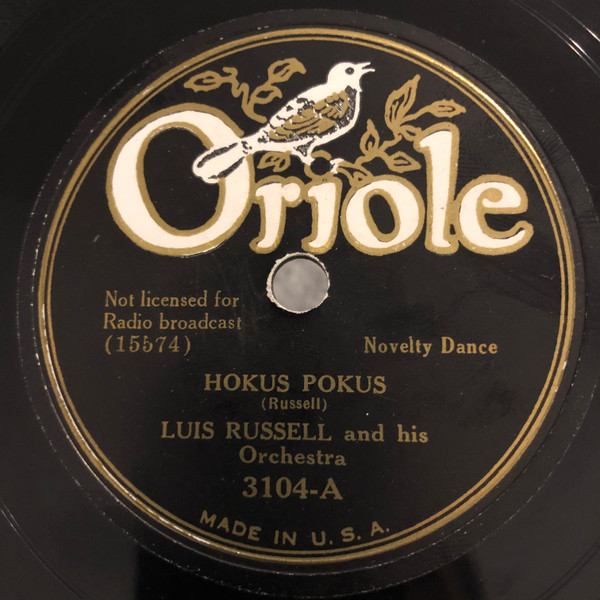 Oriole
Not licensed for
Radio broadcast
(15574)
Novelty Dance
HOKUS POKUS
(Russell)
LUIS RUSSELL and his
Orchestra
3104-A
MADE IN U. S. A.